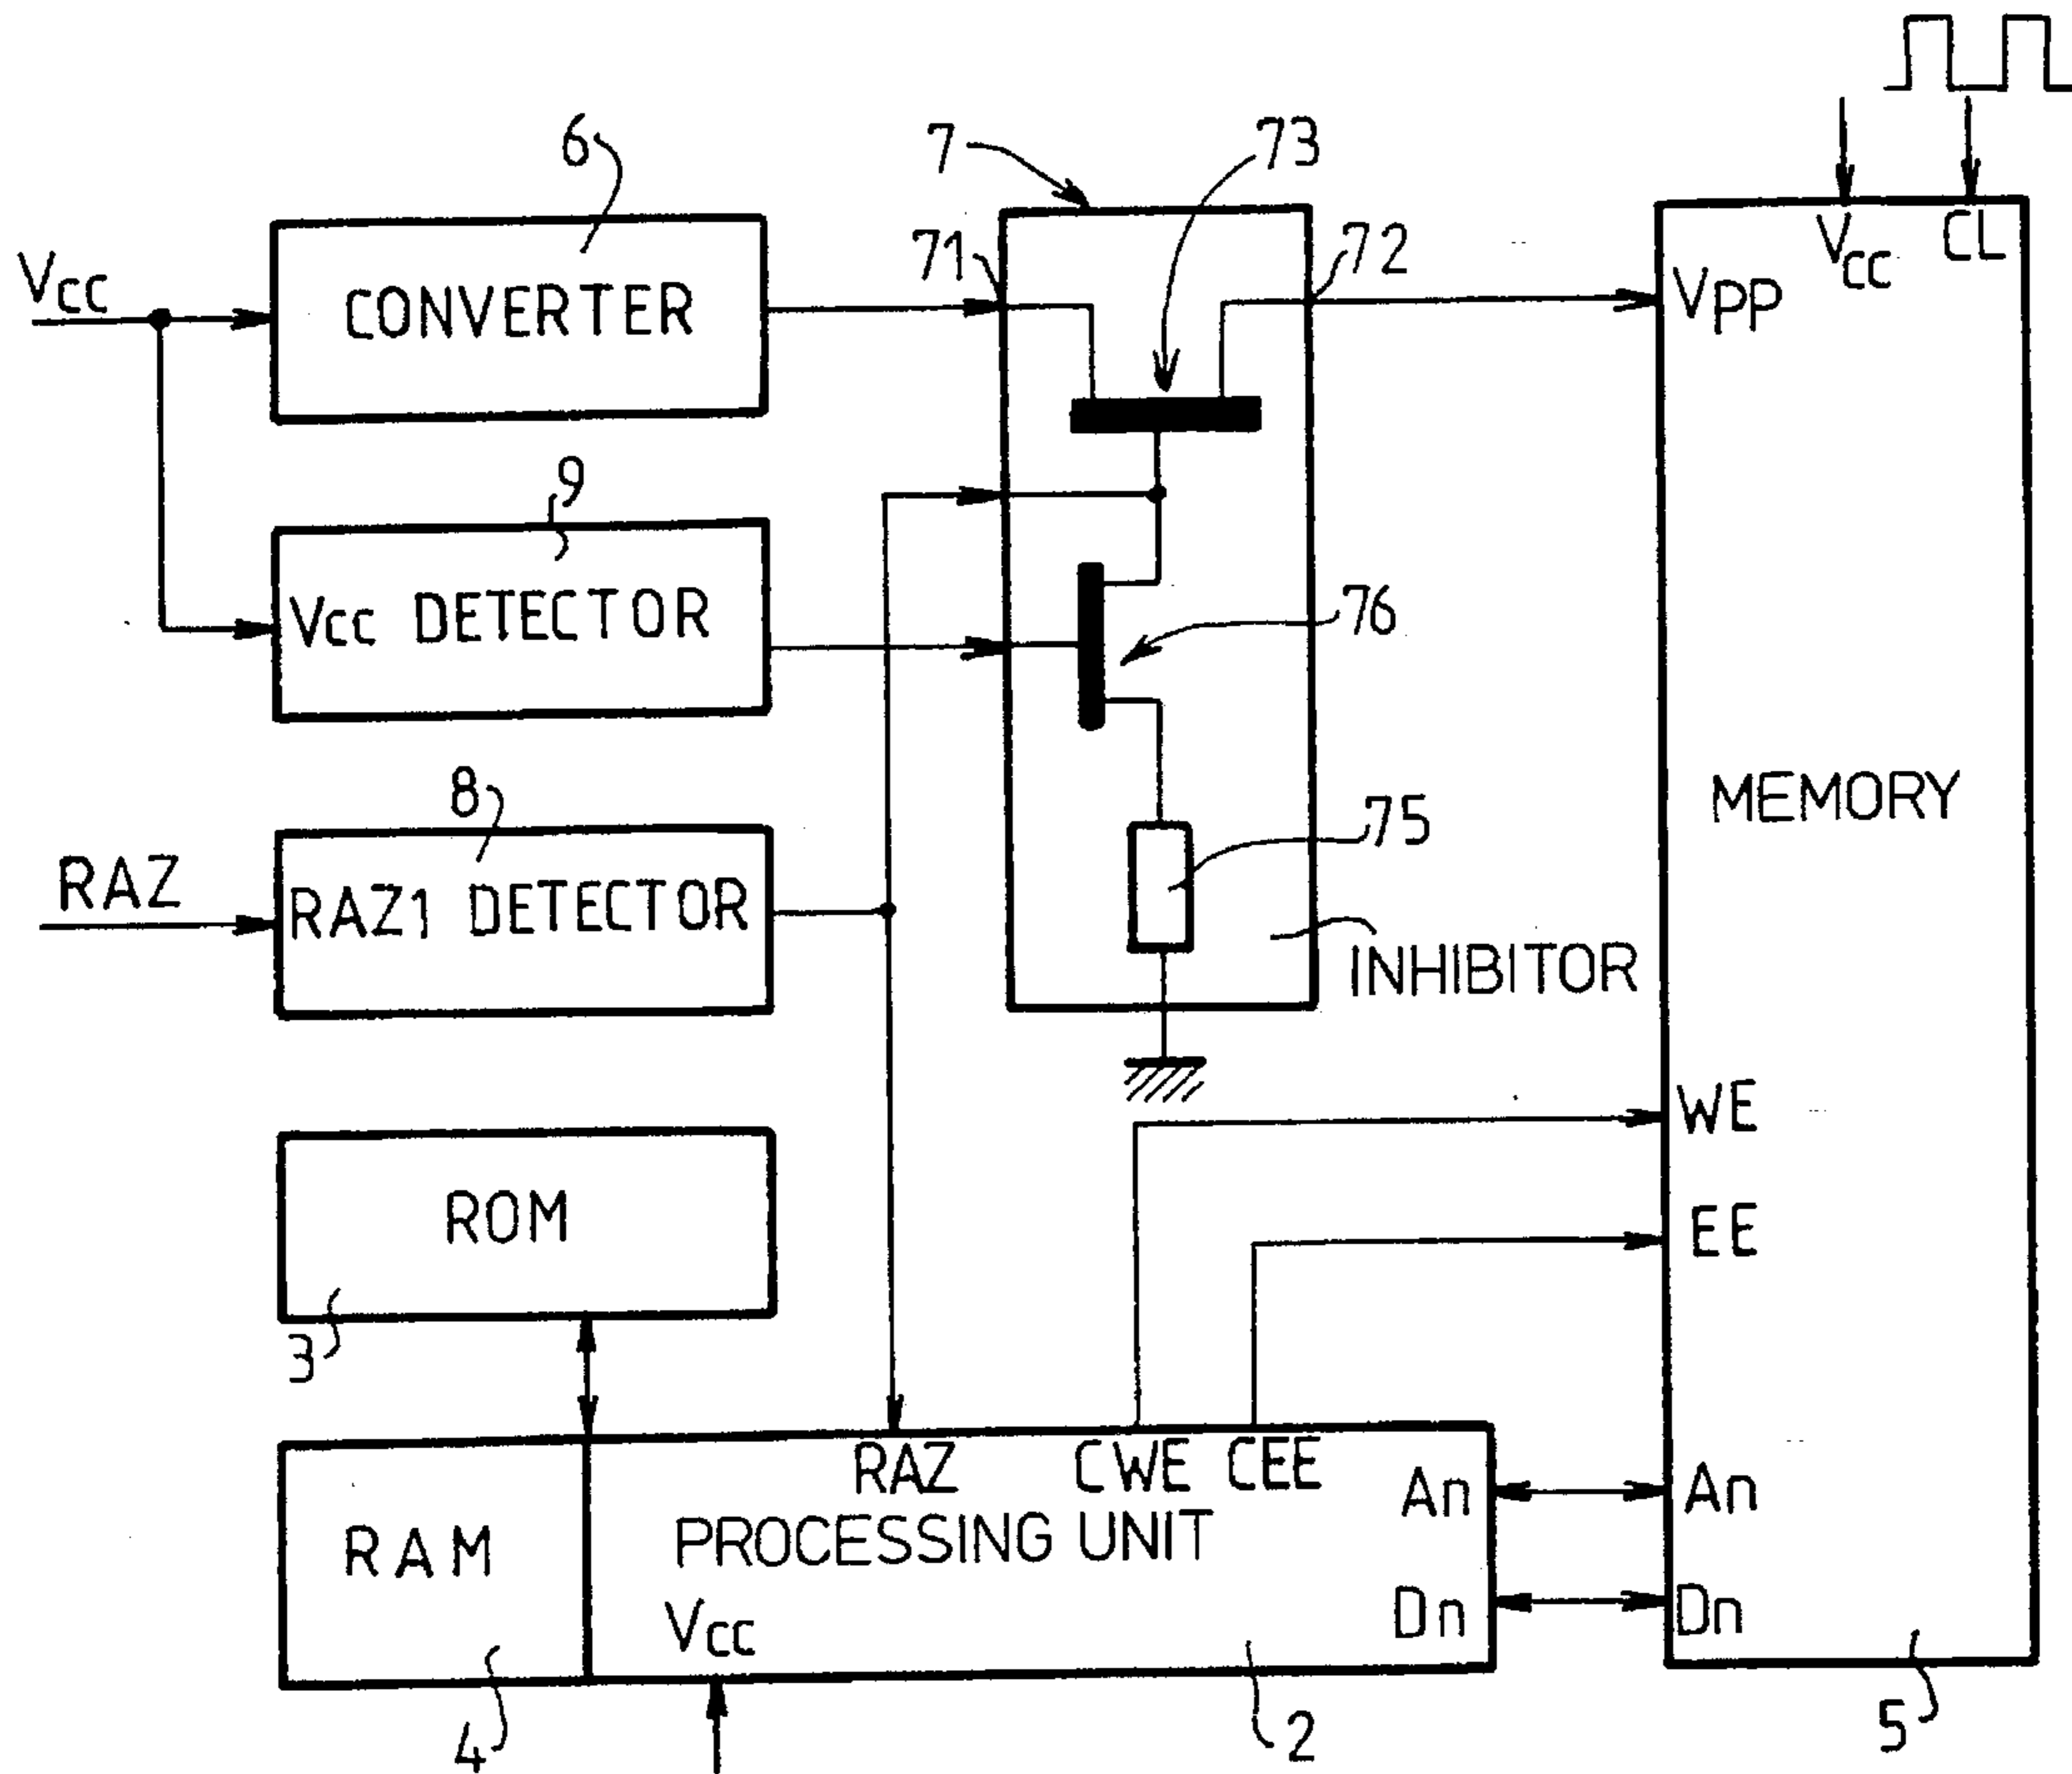 6
7
73
Vcc
CONVERTER
71
72
Vcc
CL
VPP
9
Vcc DETECTOR
76
8
RAZ
RAZ1 DETECTOR
75
MEMORY
INHIBITOR
WE
ROM
EE
3
RAZ
CWE
CEE
An
An
RAM
PROCESSING UNIT
Vcc
Dn
Dn
4
2
5